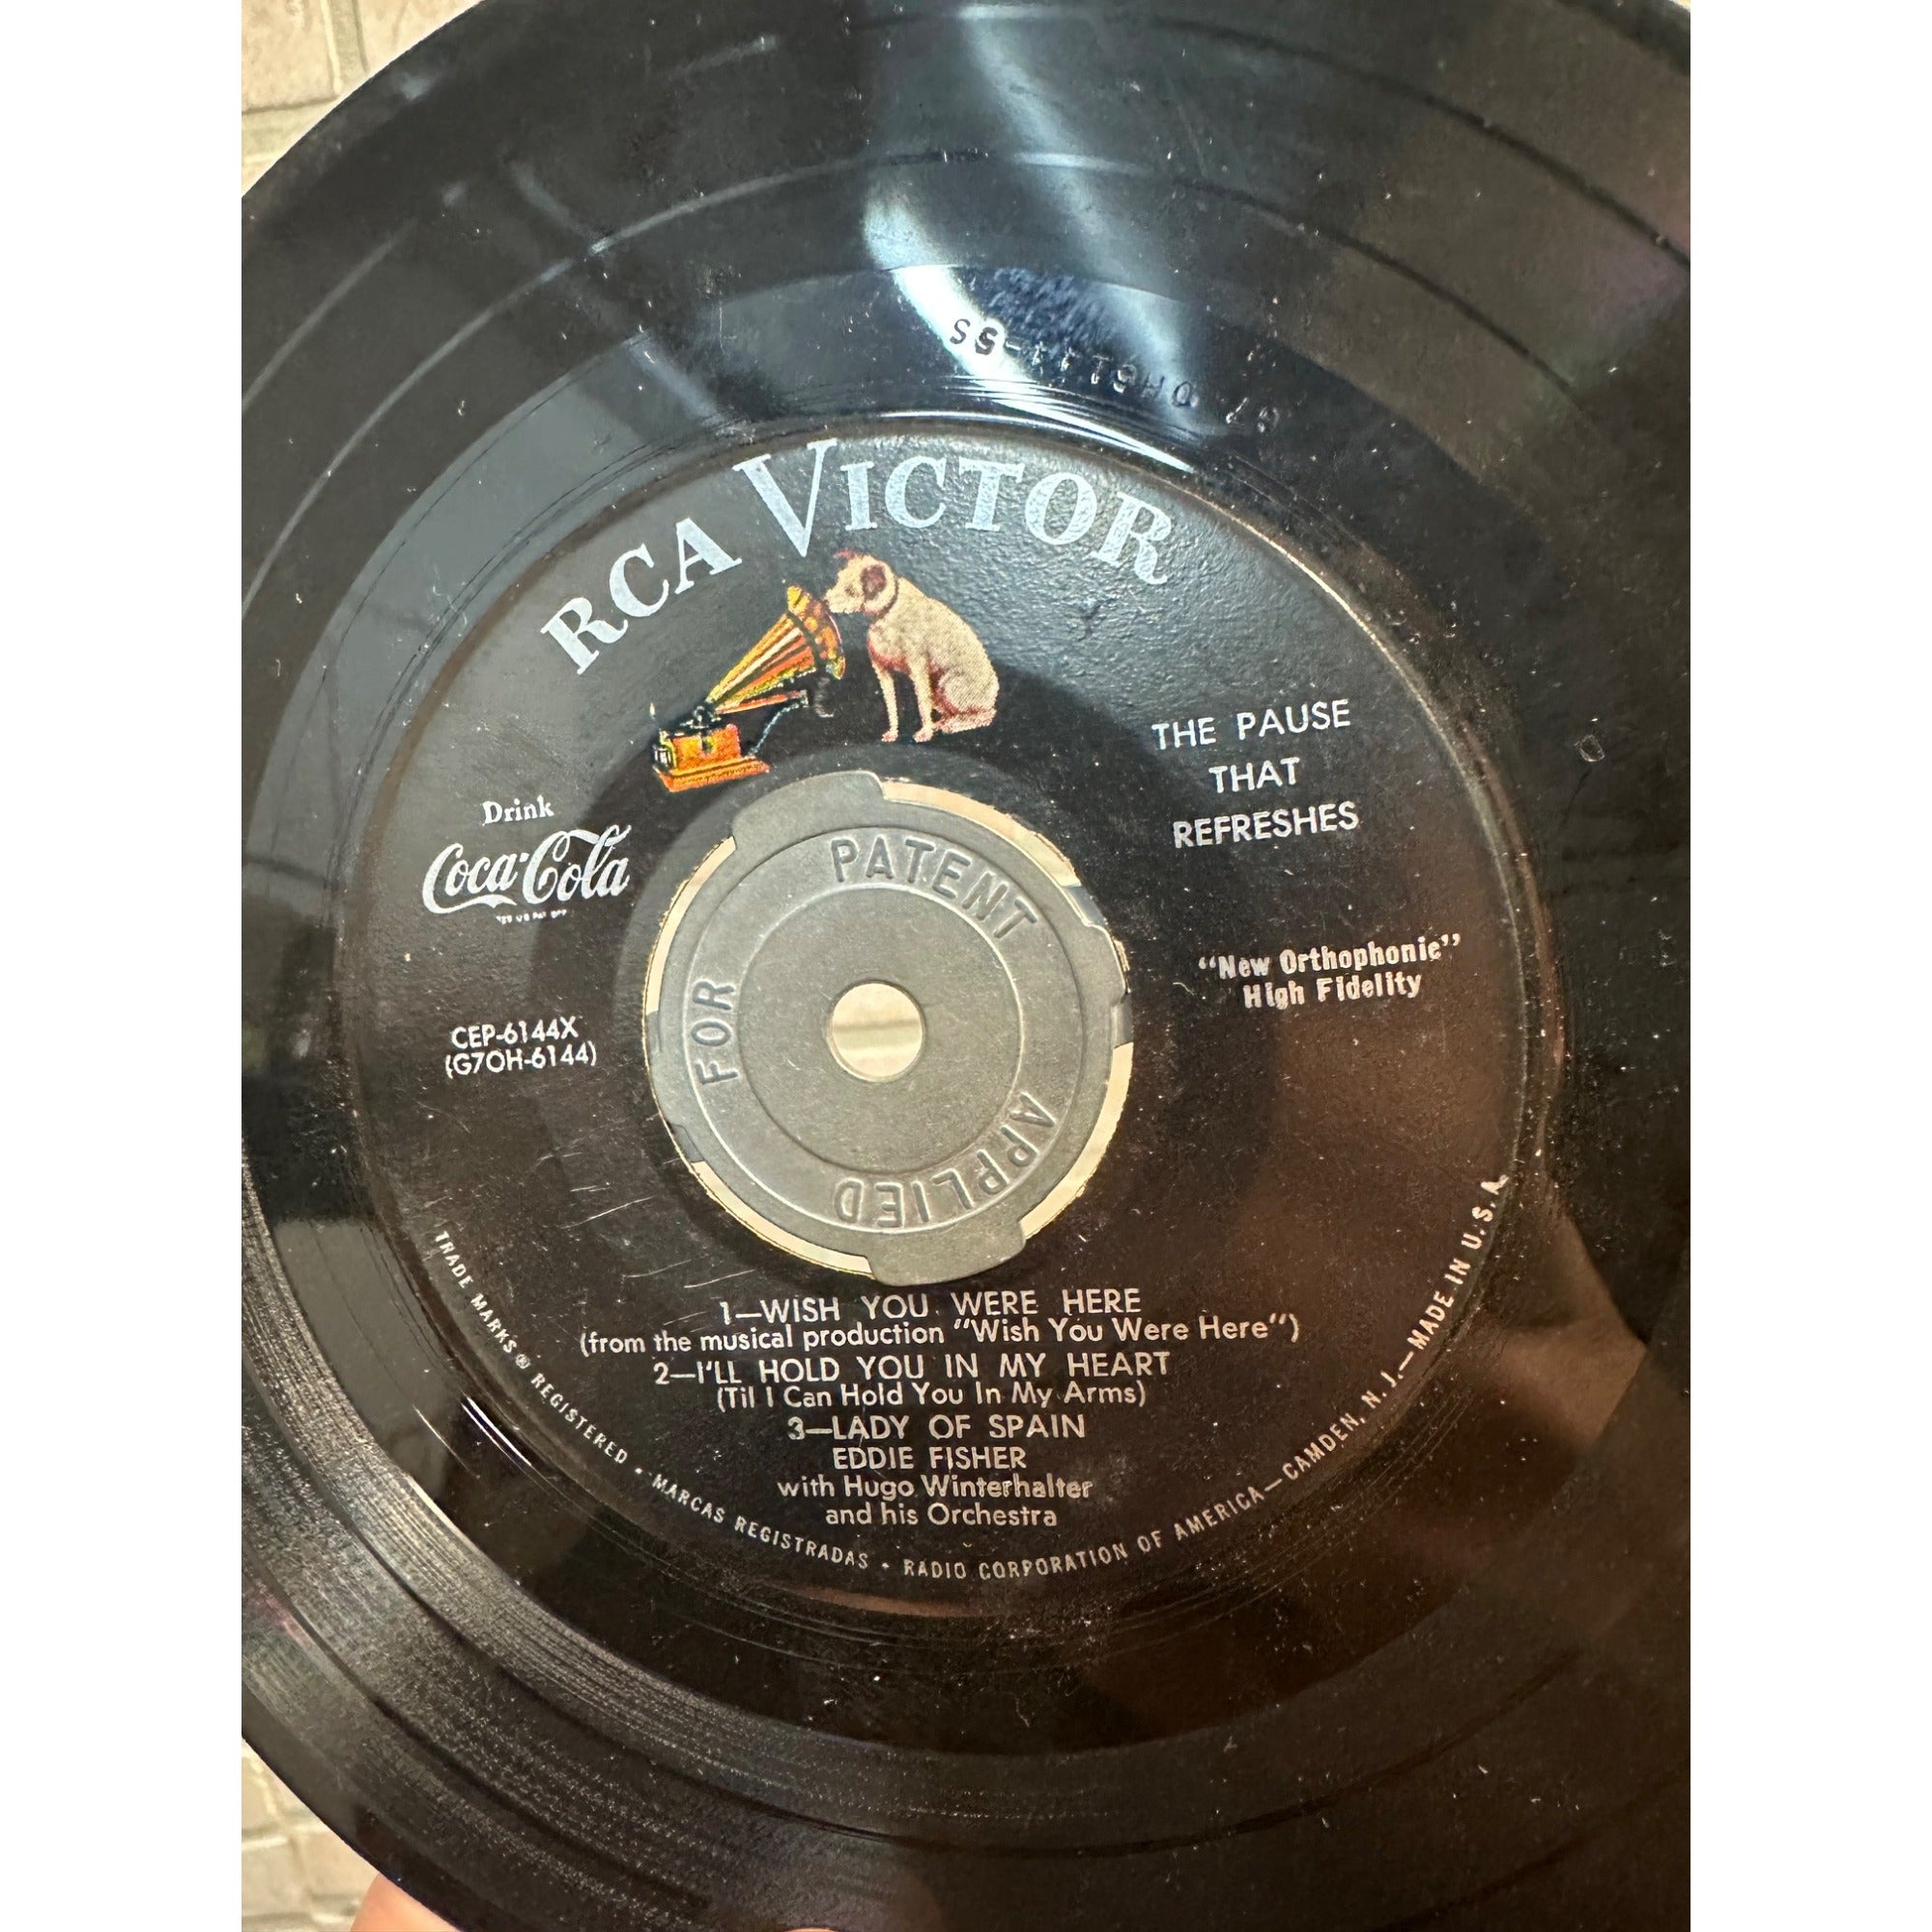 RCA VICTOR
Drink
Coca-Cola
THE PAUSE
THAT
REFRESHES
"New Orthophonic"
High Fidelity
CEP-6144X
(G7OH-6144)
PATENT
APPLIED
FOR
1—WISH YOU WERE HERE
(from the musical production "Wish You Were Here")
2—I'LL HOLD YOU IN MY HEART
(Til I Can Hold You In My Arms)
3—LADY OF SPAIN
EDDIE FISHER
with Hugo Winterhalter
and his Orchestra
TRADE MARKS ® REGISTERED • MARCAS REGISTRADAS • RADIO CORPORATION OF AMERICA—CAMDEN, N. J.—MADE IN U. S. A.